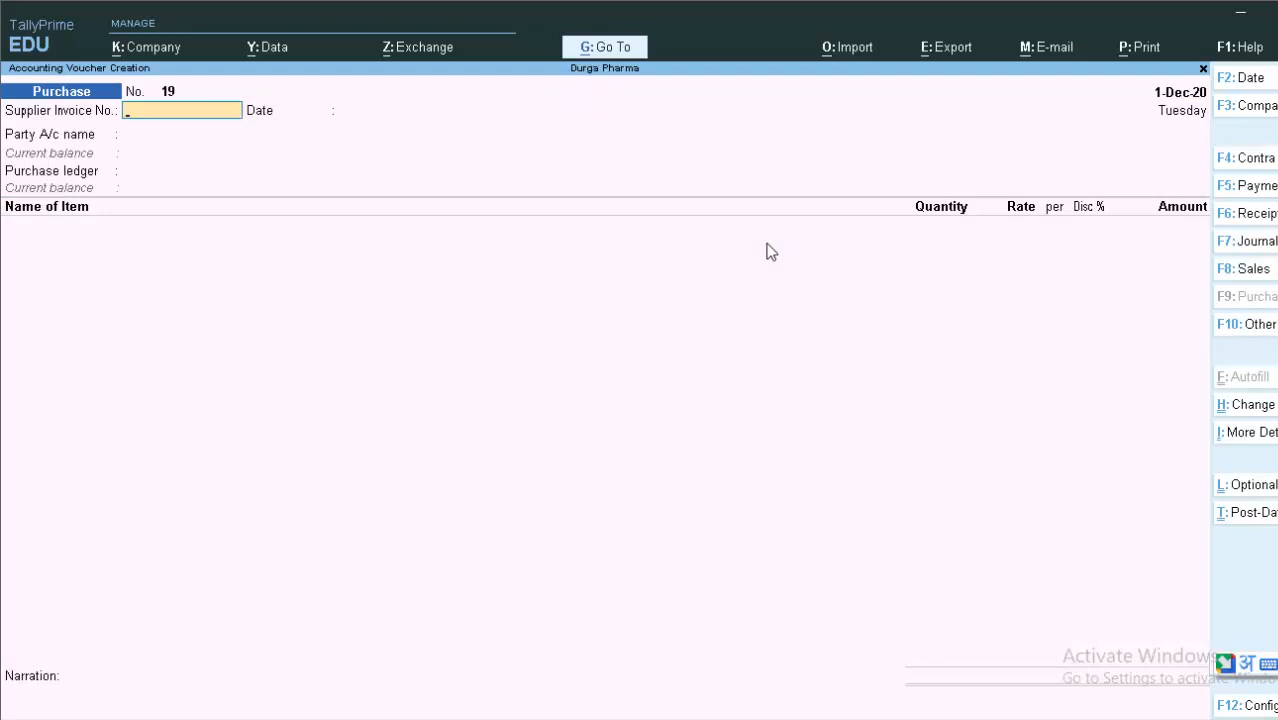 TallyPrime
MANAGE
EDU
K: Company
Y: Data
Z: Exchange
G: Go To
O: Import
E: Export
M: E-mail
P: Print
F1: Help
Accounting Voucher Creation
Durga Pharma
x
F2: Date
Purchase No. 19
1-Dec-20
Supplier Invoice No.:
Date :
Tuesday
F3: Compa
Party A/c name :
Current balance :
Purchase ledger :
Current balance :
F4: Contra
F5: Payme
Name of Item
Quantity
Rate per Disc %
Amount
F6: Receip
F7: Journal
F8: Sales
F9: Purcha
F10: Other
F: Autofill
H: Change
I: More Det
L: Optional
T: Post-Da
Activate Windows
Go to Settings to activate Windo
अ
Narration:
F12: Config